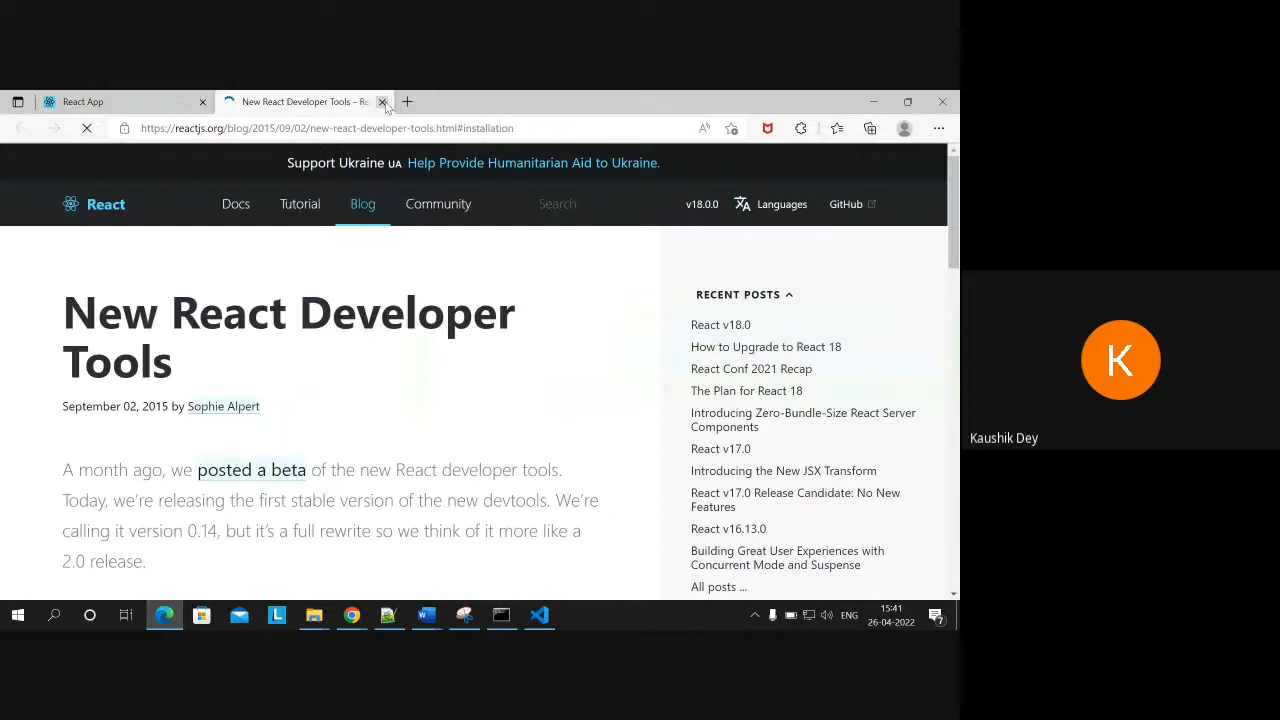 React App
New React Developer Tools – Re
https://reactjs.org/blog/2015/09/02/new-react-developer-tools.html#installation
Support Ukraine UA Help Provide Humanitarian Aid to Ukraine.
React
Docs
Tutorial
Blog
Community
Search
v18.0.0
Languages
GitHub
New React Developer
Tools
September 02, 2015 by Sophie Alpert
A month ago, we posted a beta of the new React developer tools.
Today, we’re releasing the first stable version of the new devtools. We’re
calling it version 0.14, but it’s a full rewrite so we think of it more like a
2.0 release.
RECENT POSTS
React v18.0
How to Upgrade to React 18
React Conf 2021 Recap
The Plan for React 18
Introducing Zero-Bundle-Size React Server
Components
React v17.0
Introducing the New JSX Transform
React v17.0 Release Candidate: No New
Features
React v16.13.0
Building Great User Experiences with
Concurrent Mode and Suspense
All posts ...
K
Kaushik Dey
ENG
15:41
26-04-2022
7